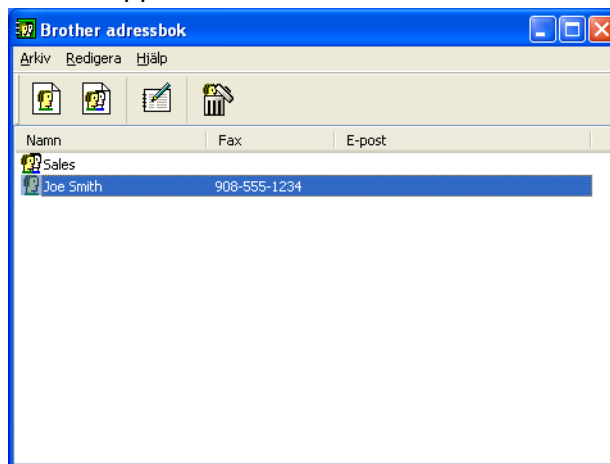 Brother adressbok
Arkiv Redigera Hjälp
Namn Fax E-post
Sales
Joe Smith 908-555-1234